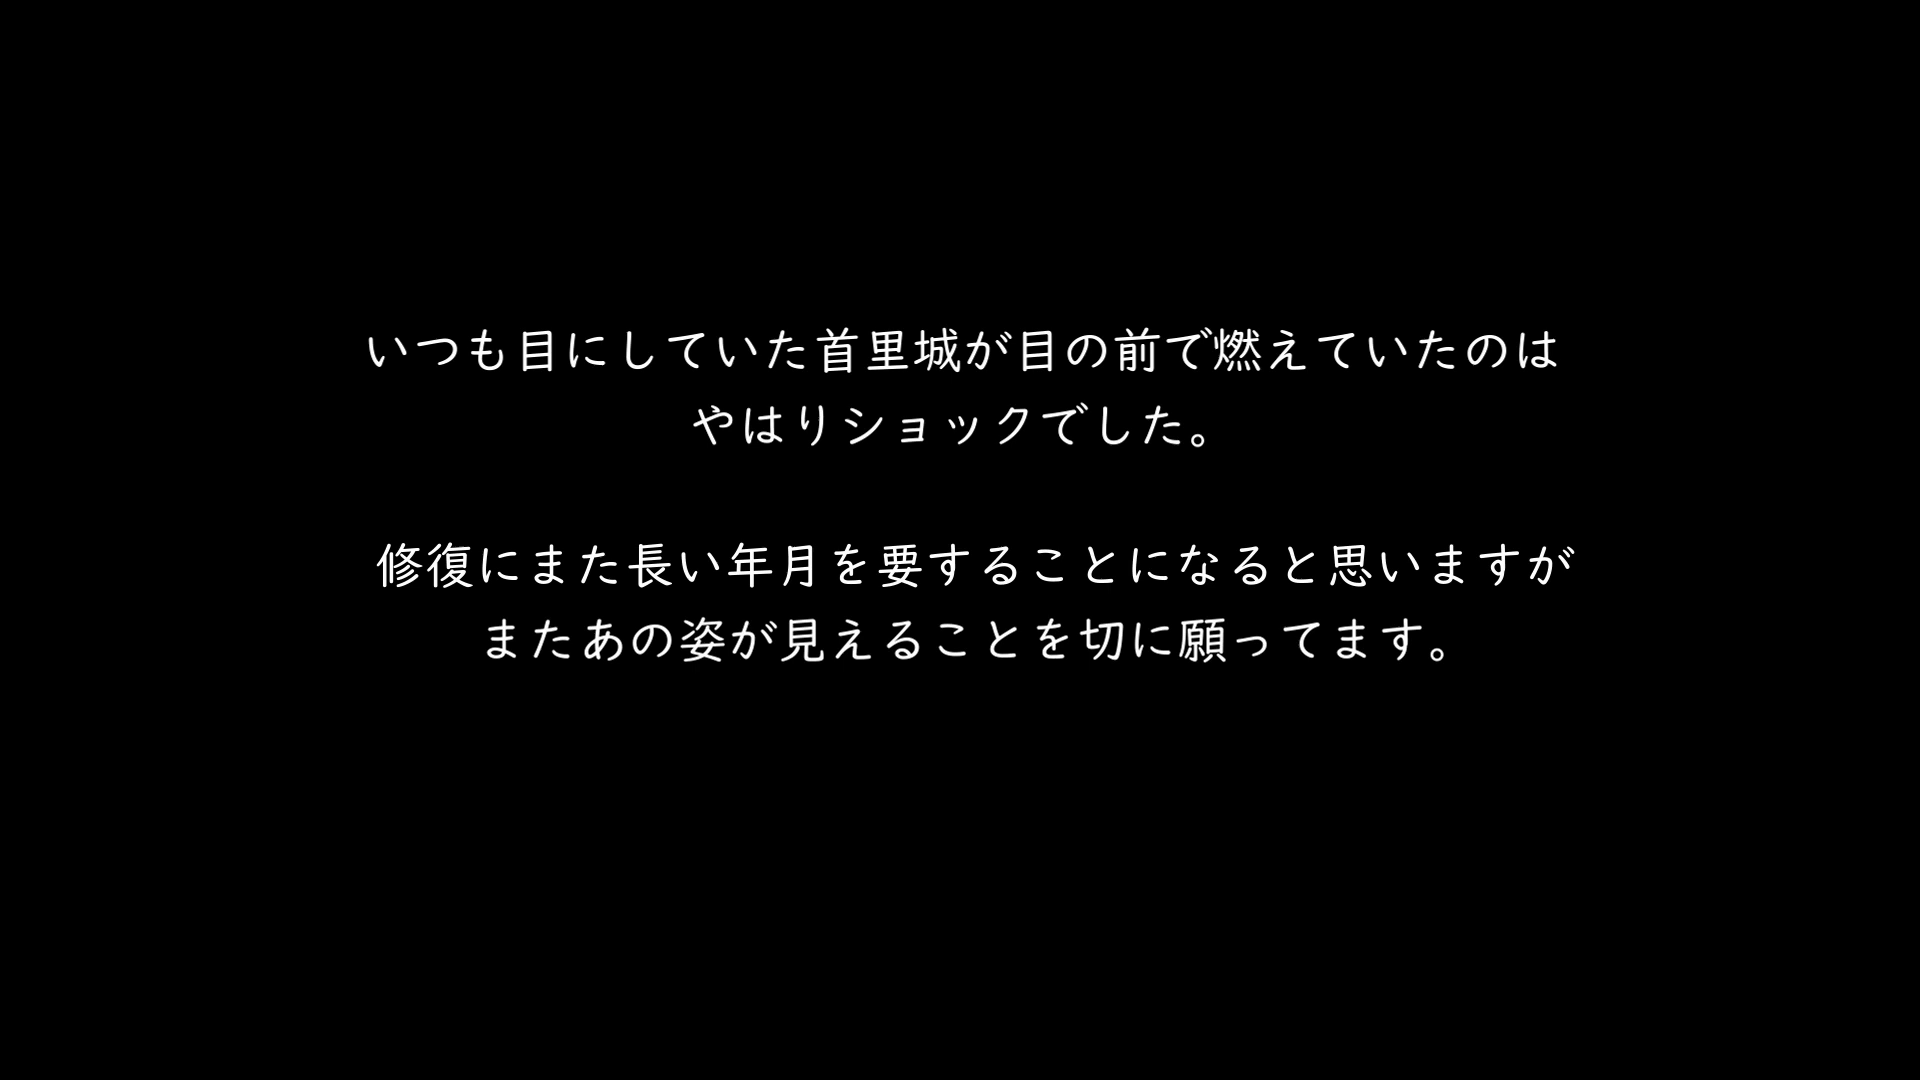 いつも目にしていた首里城が目の前で燃えていたのは
やはりショックでした。
修復にまた長い年月を要することになると思いますが
またあの姿が見えることを切に願ってます。